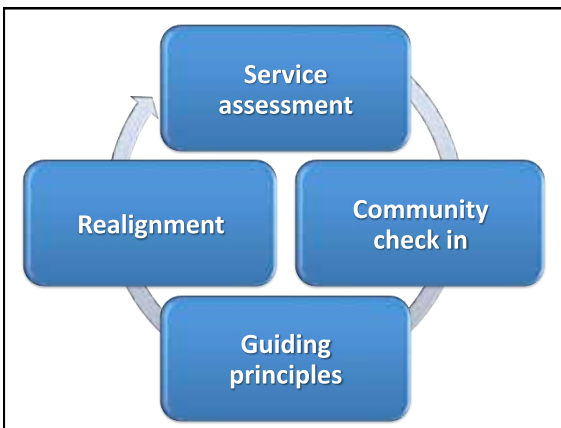 Service
assessment
Community
check in
Guiding
principles
Realignment